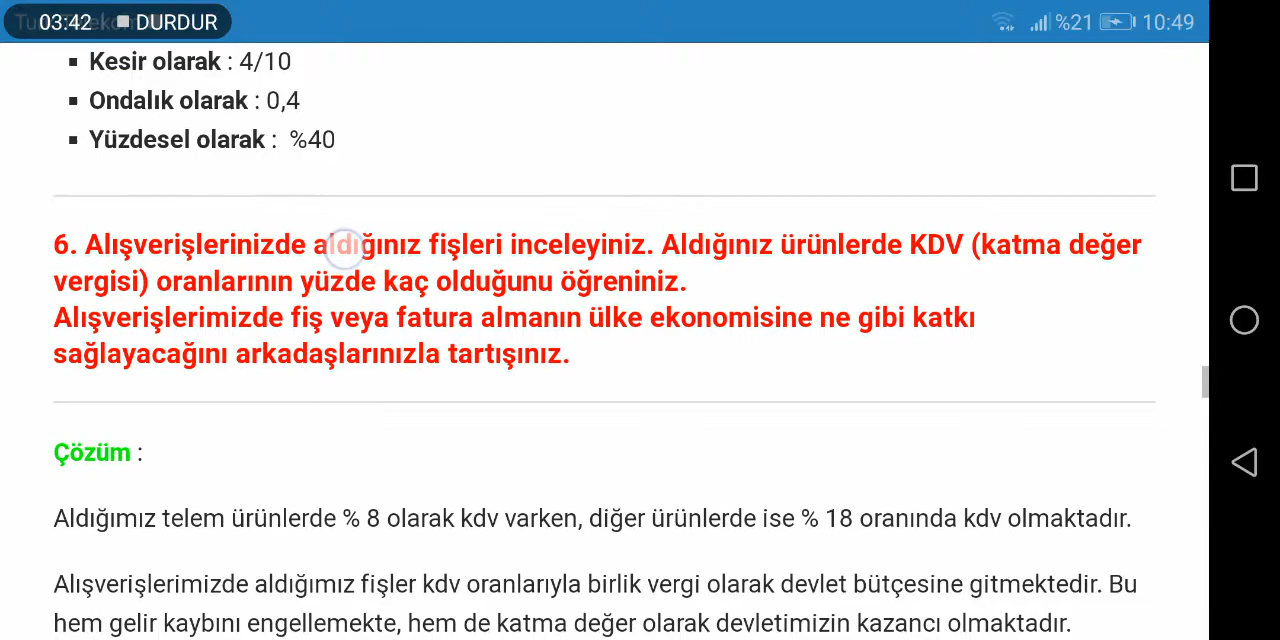 03:42 DURDUR %21 10:49
Kesir olarak : 4/10
Ondalık olarak : 0,4
Yüzdesel olarak : %40
6. Alışverişlerinizde aldığınız fişleri inceleyiniz. Aldığınız ürünlerde KDV (katma değer
vergisi) oranlarının yüzde kaç olduğunu öğreniniz.
Alışverişlerimizde fiş veya fatura almanın ülke ekonomisine ne gibi katkı
sağlayacağını arkadaşlarınızla tartışınız.
Çözüm :
Aldığımız telem ürünlerde % 8 olarak kdv varken, diğer ürünlerde ise % 18 oranında kdv olmaktadır.
Alışverişlerimizde aldığımız fişler kdv oranlarıyla birlik vergi olarak devlet bütçesine gitmektedir. Bu
hem gelir kaybını engellemekte, hem de katma değer olarak devletimizin kazancı olmaktadır.